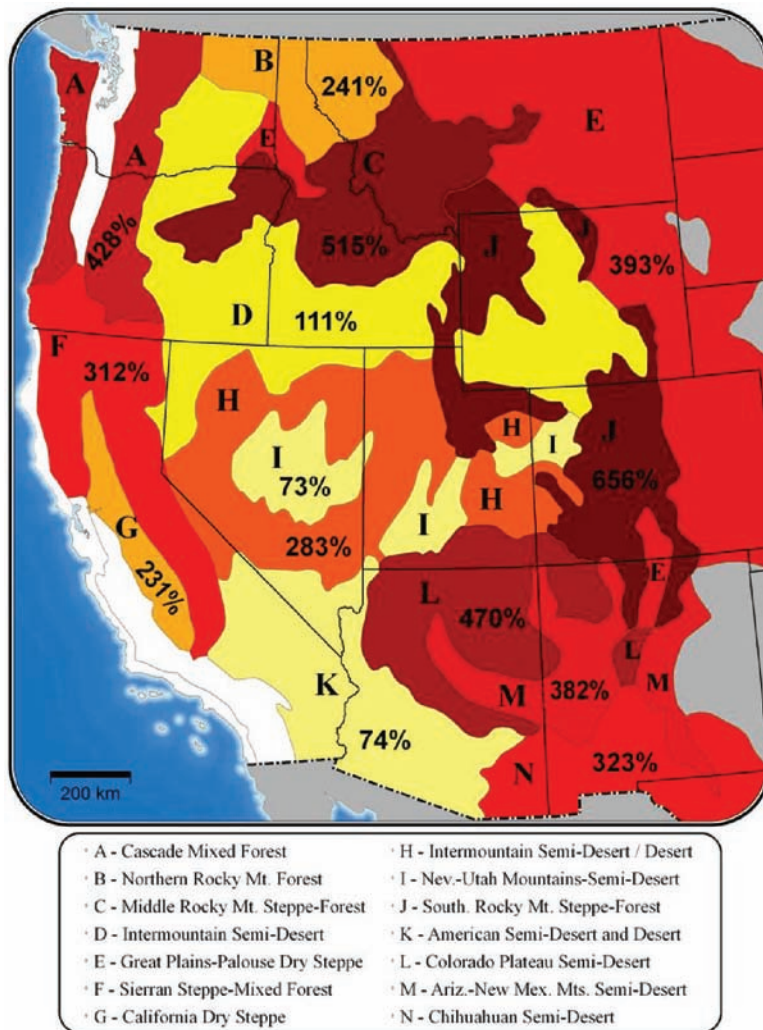 A
B
241%
E
E
A
C
428%
515%
J
J
393%
D
111%
F
312%
H
H
J
I
I
73%
656%
G
283%
I
H
231%
L
470%
E
L
K
M
382%
M
74%
N
323%
200 km
· A - Cascade Mixed Forest
· B - Northern Rocky Mt. Forest
· C - Middle Rocky Mt. Steppe-Forest
· D - Intermountain Semi-Desert
· E - Great Plains-Palouse Dry Steppe
· F - Sierran Steppe-Mixed Forest
· G - California Dry Steppe
· H - Intermountain Semi-Desert / Desert
· I - Nev.-Utah Mountains-Semi-Desert
· J - South. Rocky Mt. Steppe-Forest
· K - American Semi-Desert and Desert
· L - Colorado Plateau Semi-Desert
· M - Ariz.-New Mex. Mts. Semi-Desert
· N - Chihuahuan Semi-Desert